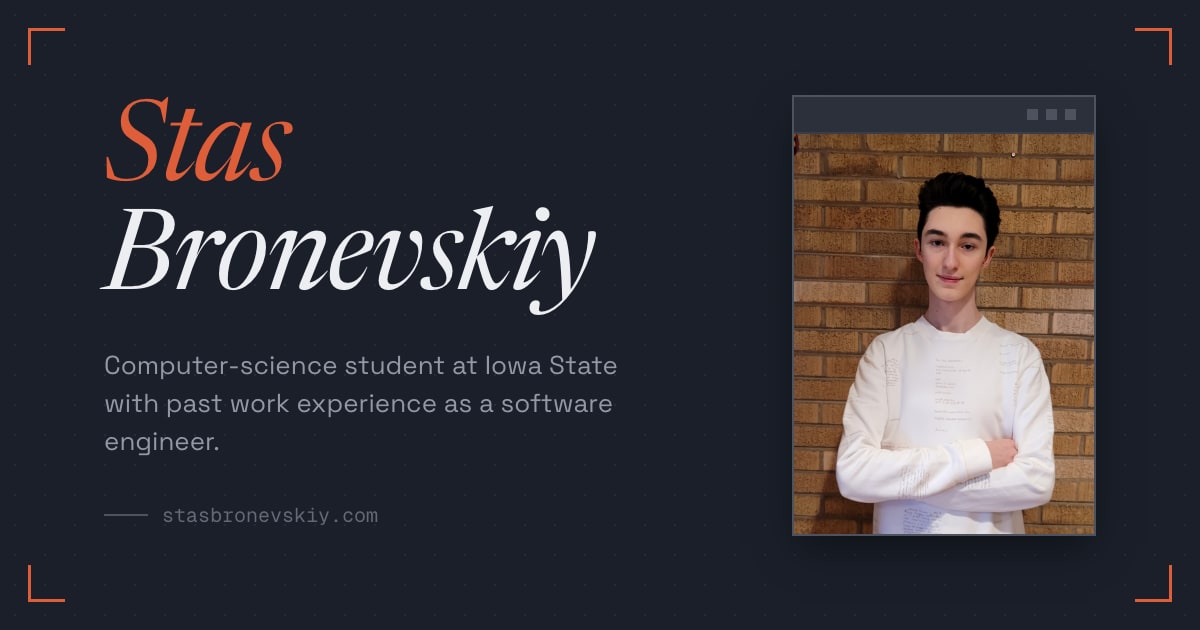 Stas
Bronevskiy
Computer-science student at Iowa State
with past work experience as a software
engineer.
stasbronevskiy.com